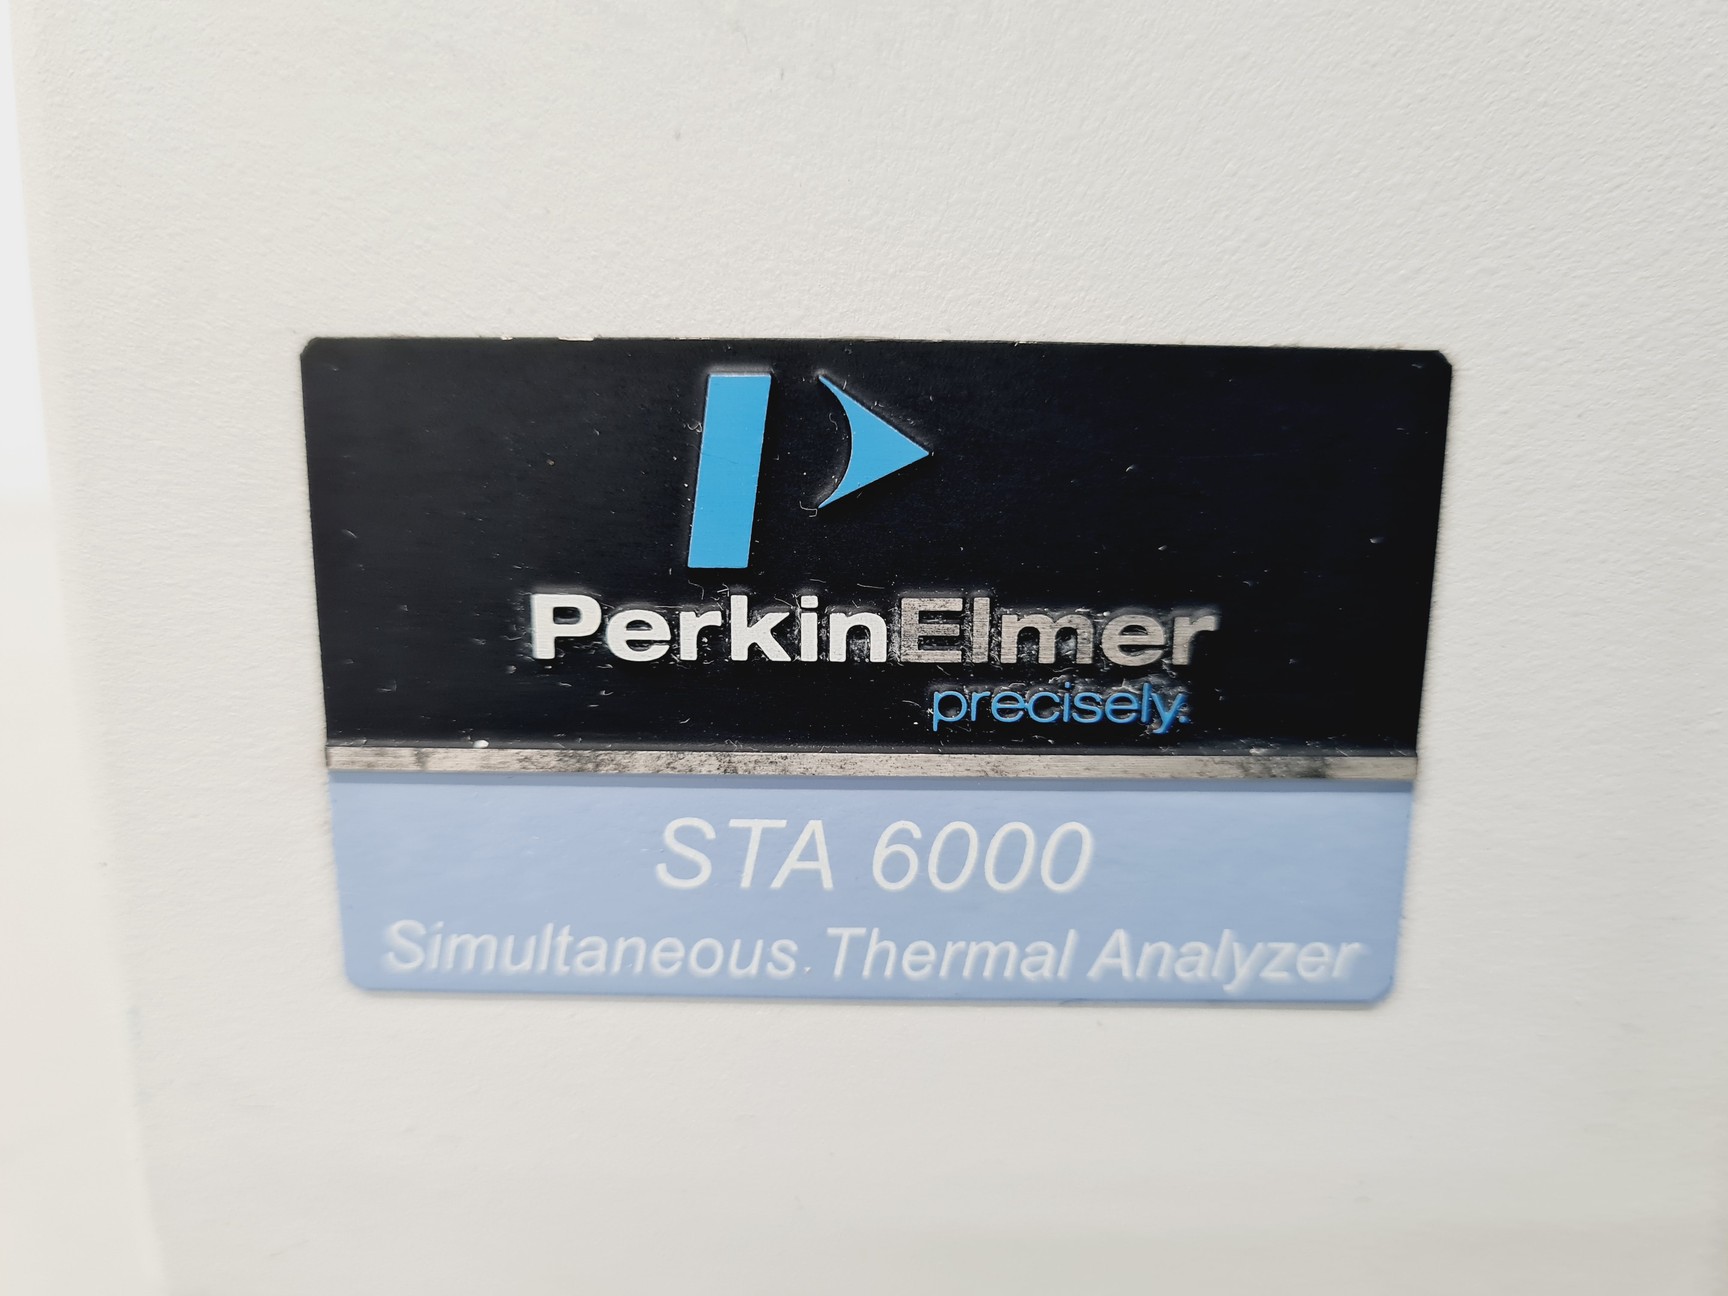 PerkinElmer
precisely.
STA 6000
Simultaneous Thermal Analyzer